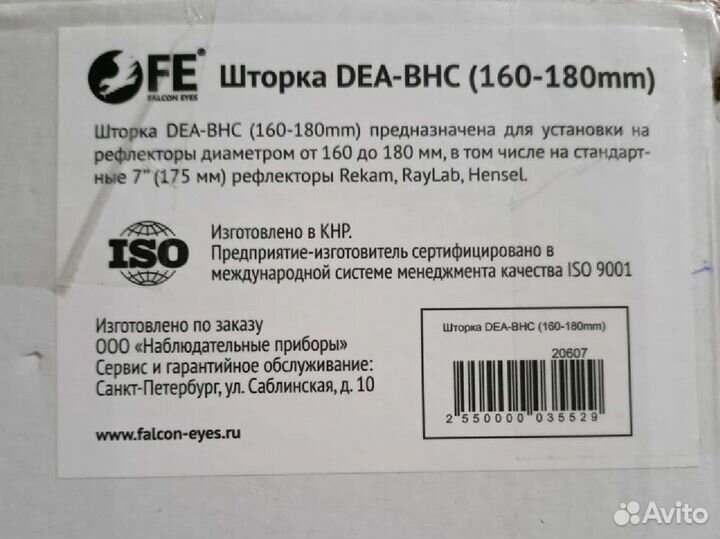 FE®
FALCON EYES
Шторка DEA-BHC (160-180mm)
Шторка DEA-BHC (160-180mm) предназначена для установки на
рефлекторы диаметром от 160 до 180 мм, в том числе на стандарт-
ные 7" (175 мм) рефлекторы Rekam, RayLab, Hensel.
ISO
Изготовлено в КНР.
Предприятие-изготовитель сертифицировано в
международной системе менеджмента качества ISO 9001
Изготовлено по заказу
ООО «Наблюдательные приборы»
Сервис и гарантийное обслуживание:
Санкт-Петербург, ул. Саблинская, д. 10
www.falcon-eyes.ru
Шторка DEA-BHC (160-180mm)
20607
2 550000 035529
Avito